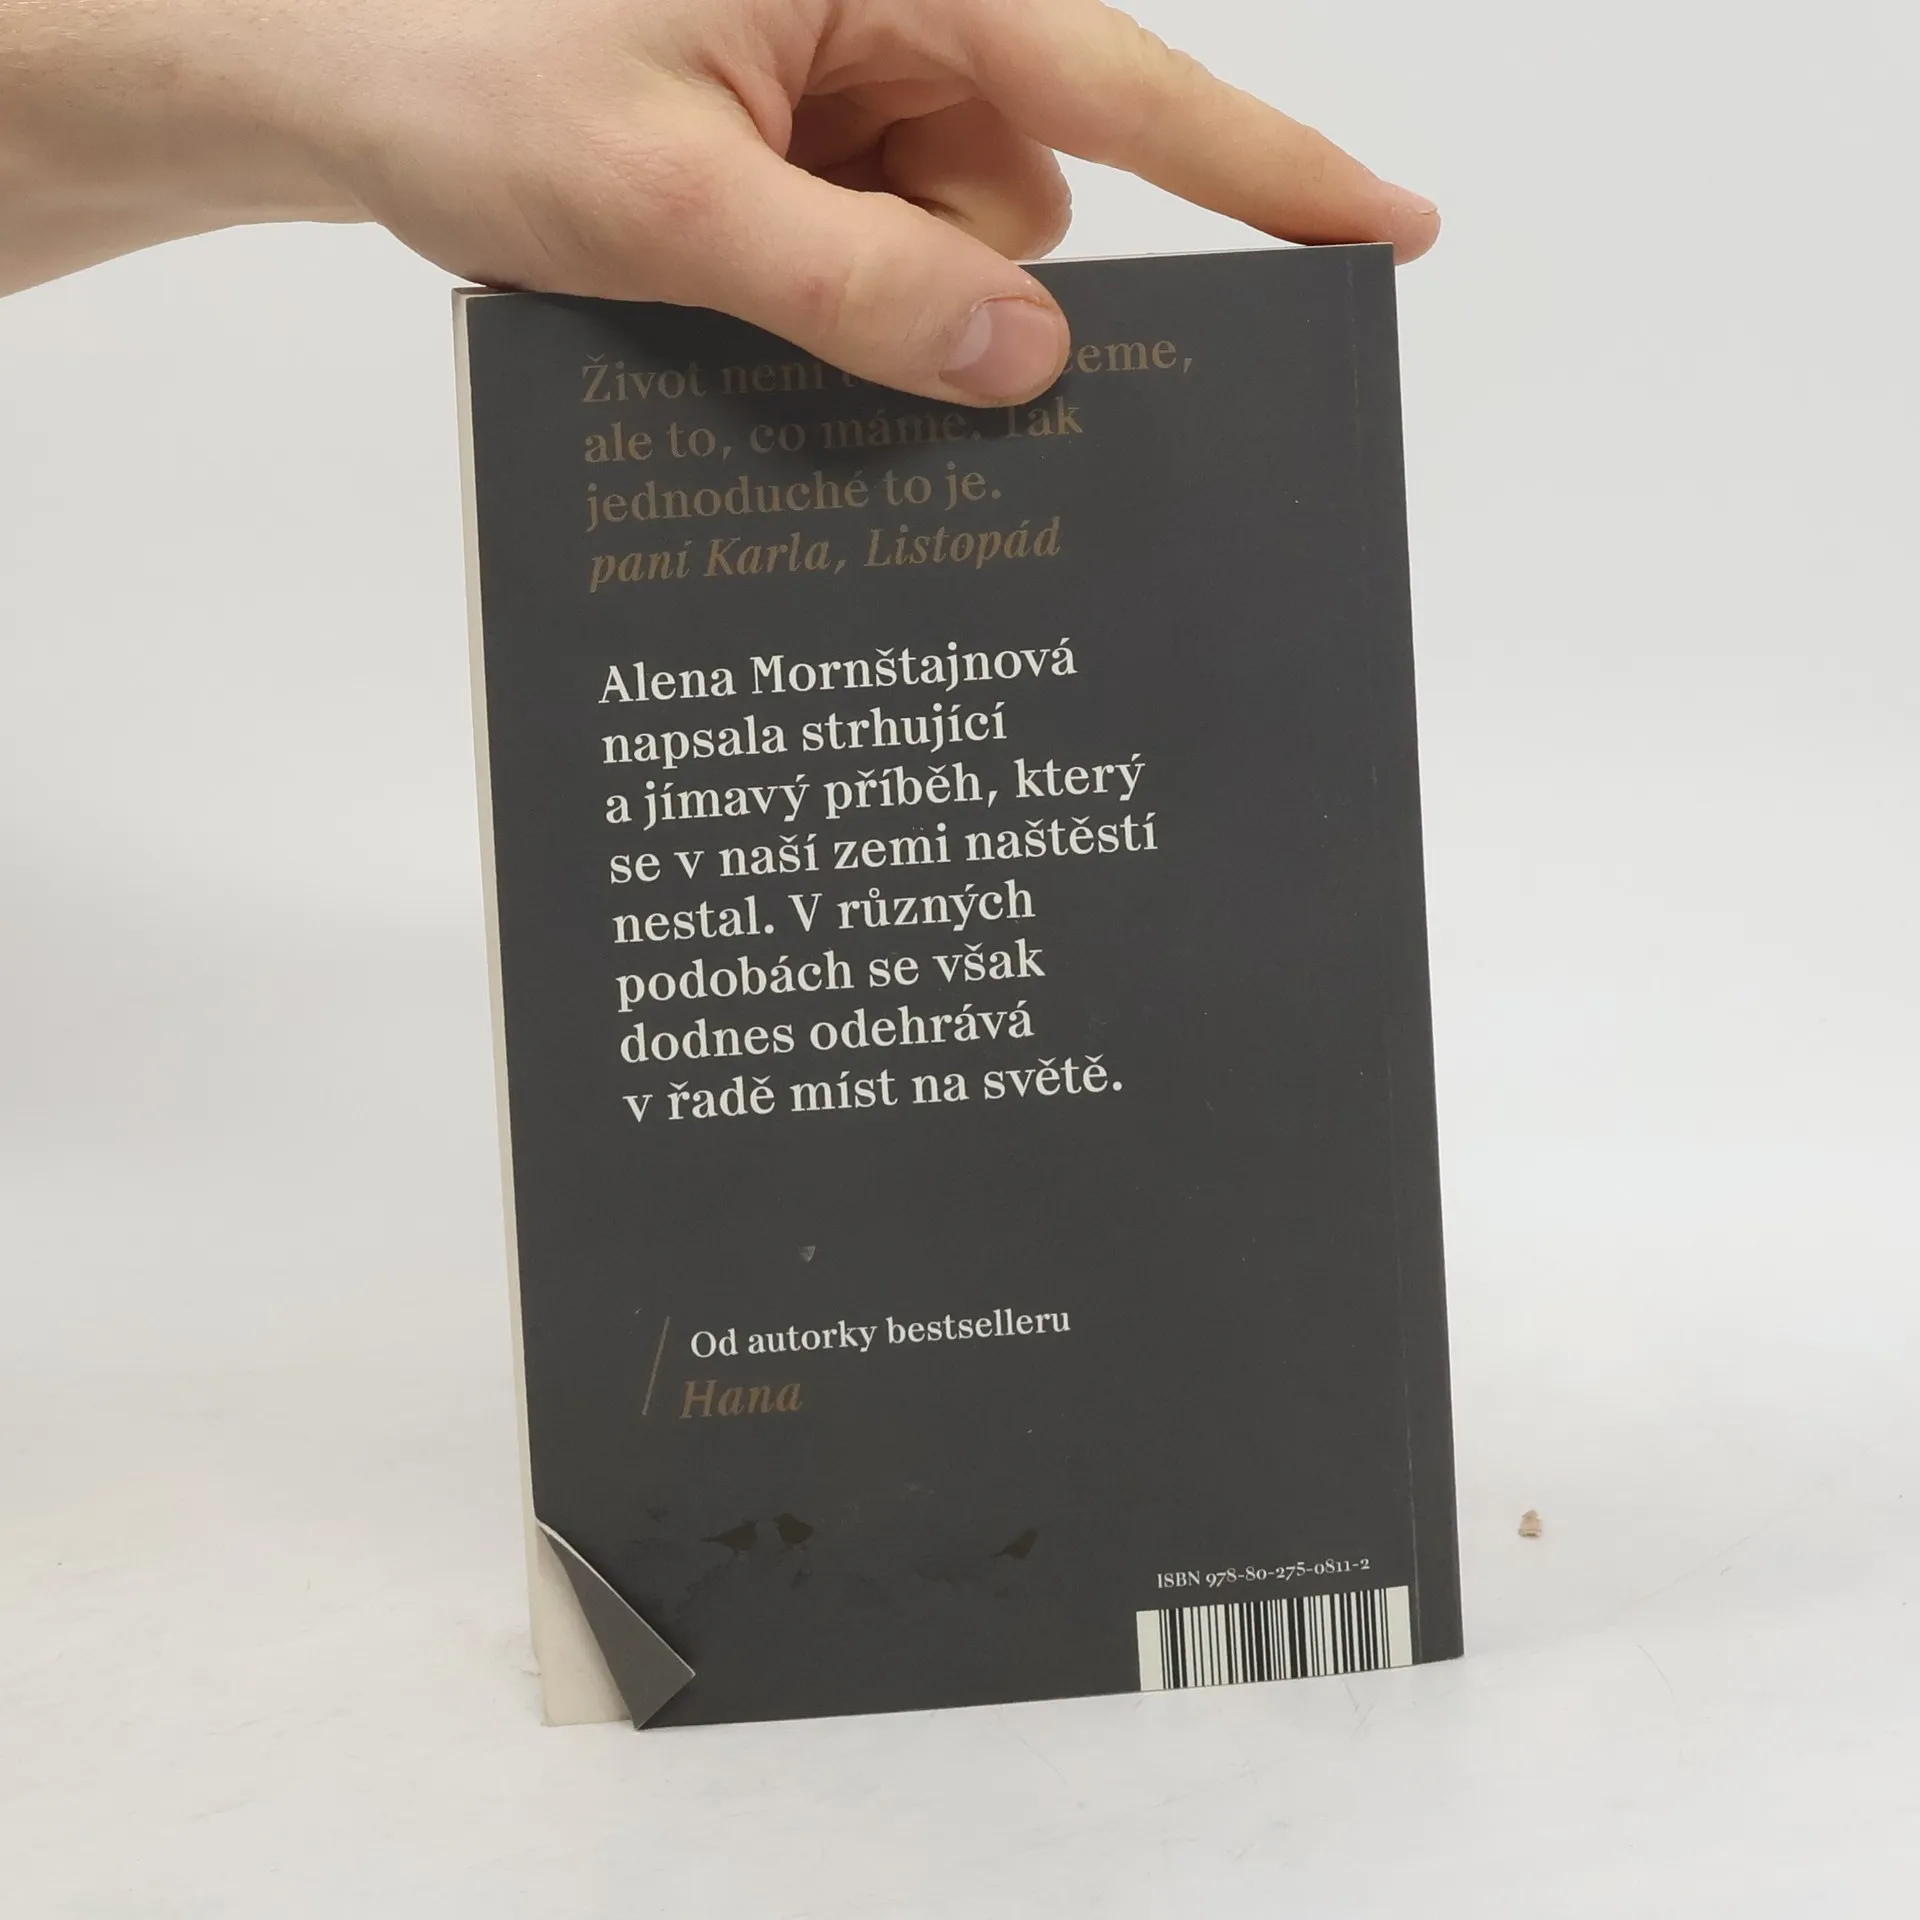 Život není
ale to, co máme. Tak
jednoduché to je.
paní Karla, Listopád
Alena Mornštajnová
napsala strhující
a jímavý příběh, který
se v naší zemi naštěstí
nestal. V různých
podobách se však
dodnes odehrává
v řadě míst na světě.
Od autorky bestselleru
Hana
ISBN 978-80-275-0811-2